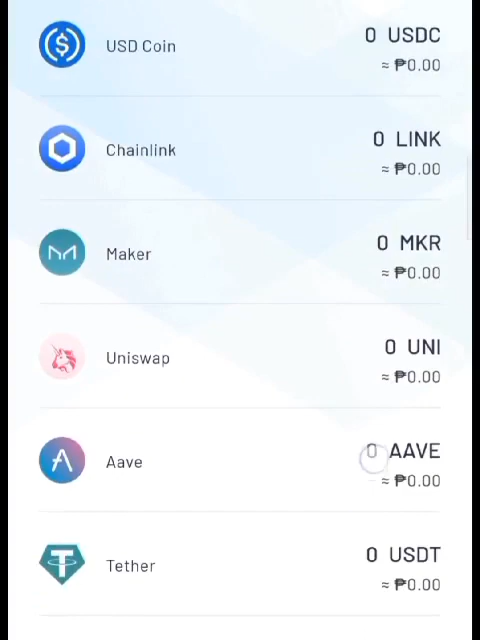 USD Coin
0 USDC
≈ ₱0.00
Chainlink
0 LINK
≈ ₱0.00
Maker
0 MKR
≈ ₱0.00
Uniswap
0 UNI
≈ ₱0.00
Aave
0 AAVE
≈ ₱0.00
Tether
0 USDT
≈ ₱0.00